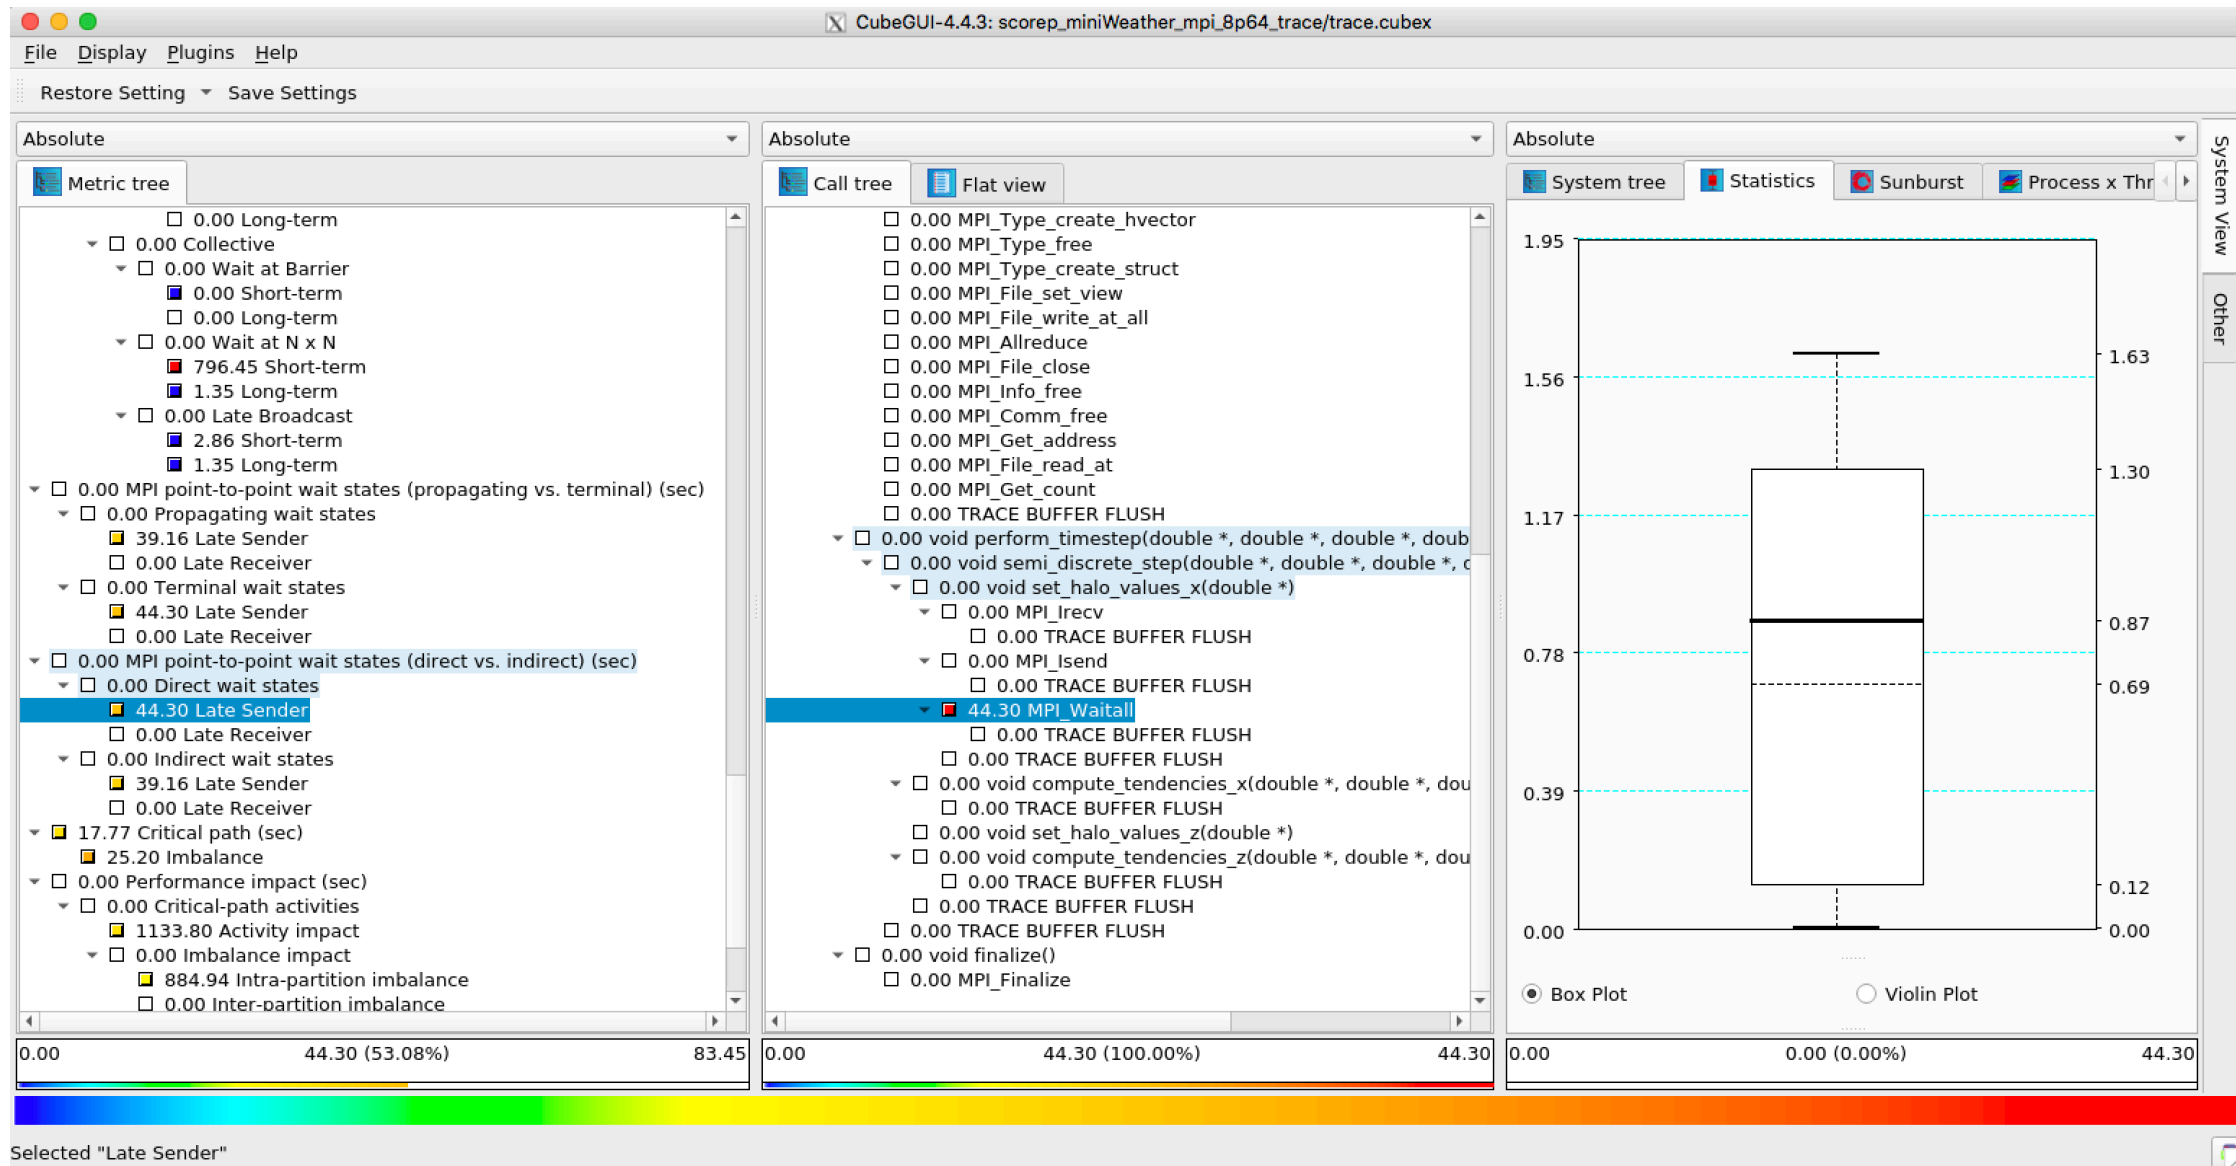 CubeGUI-4.4.3: scorep_miniWeather_mpi_8p64_trace/trace.cubex
File Display Plugins Help
Restore Setting Save Settings
Absolute
Metric tree
0.00 Long-term
0.00 Collective
0.00 Wait at Barrier
0.00 Short-term
0.00 Long-term
0.00 Wait at N x N
796.45 Short-term
1.35 Long-term
0.00 Late Broadcast
2.86 Short-term
1.35 Long-term
0.00 MPI point-to-point wait states (propagating vs. terminal) (sec)
0.00 Propagating wait states
39.16 Late Sender
0.00 Late Receiver
0.00 Terminal wait states
44.30 Late Sender
0.00 Late Receiver
0.00 MPI point-to-point wait states (direct vs. indirect) (sec)
0.00 Direct wait states
44.30 Late Sender
0.00 Late Receiver
0.00 Indirect wait states
39.16 Late Sender
0.00 Late Receiver
17.77 Critical path (sec)
25.20 Imbalance
0.00 Performance impact (sec)
0.00 Critical-path activities
1133.80 Activity impact
0.00 Imbalance impact
884.94 Intra-partition imbalance
0.00 Inter-partition imbalance
0.00 44.30 (53.08%) 83.45
Absolute
Call tree Flat view
0.00 MPI_Type_create_hvector
0.00 MPI_Type_free
0.00 MPI_Type_create_struct
0.00 MPI_File_set_view
0.00 MPI_File_write_at_all
0.00 MPI_Allreduce
0.00 MPI_File_close
0.00 MPI_Info_free
0.00 MPI_Comm_free
0.00 MPI_Get_address
0.00 MPI_File_read_at
0.00 MPI_Get_count
0.00 TRACE BUFFER FLUSH
0.00 void perform_timestep(double *, double *, double *, doub
0.00 void semi_discrete_step(double *, double *, double *, d
0.00 void set_halo_values_x(double *)
0.00 MPI_Irecv
0.00 TRACE BUFFER FLUSH
0.00 MPI_Isend
0.00 TRACE BUFFER FLUSH
44.30 MPI_Waitall
0.00 TRACE BUFFER FLUSH
0.00 TRACE BUFFER FLUSH
0.00 void compute_tendencies_x(double *, double *, dou
0.00 TRACE BUFFER FLUSH
0.00 void set_halo_values_z(double *)
0.00 void compute_tendencies_z(double *, double *, dou
0.00 TRACE BUFFER FLUSH
0.00 TRACE BUFFER FLUSH
0.00 TRACE BUFFER FLUSH
0.00 void finalize()
0.00 MPI_Finalize
0.00 44.30 (100.00%) 44.30
Absolute
System tree Statistics Sunburst Process x Thr
1.95
1.63
1.56
1.30
1.17
0.87
0.78
0.69
0.39
0.12
0.00 0.00
Box Plot Violin Plot
0.00 0.00 (0.00%) 44.30
System View
Other
Selected "Late Sender"